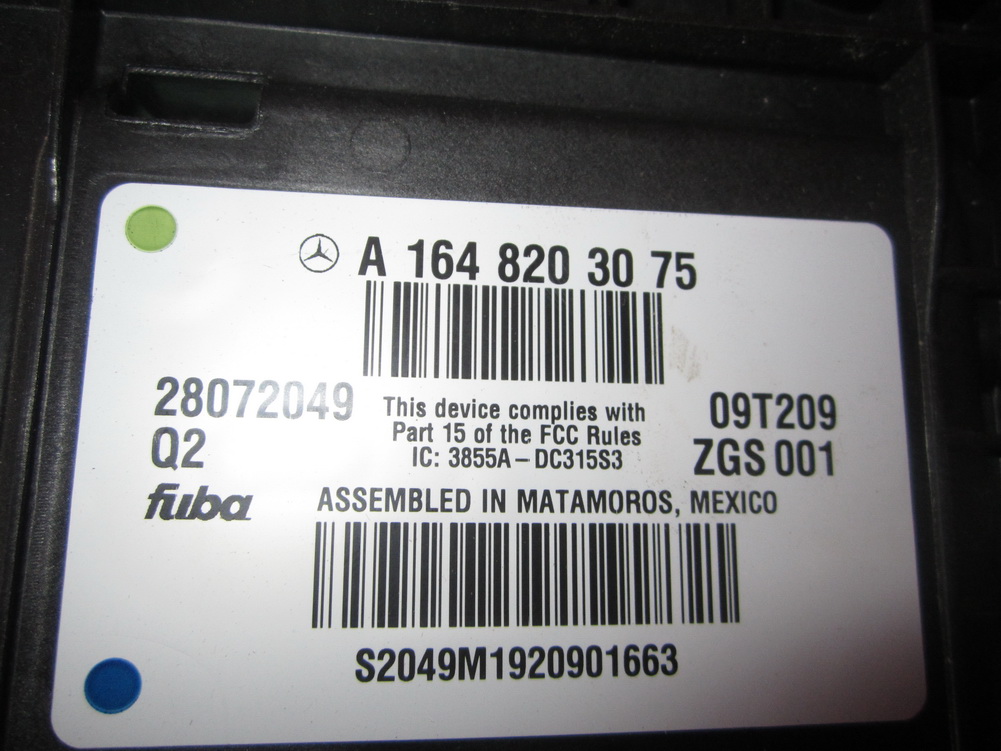 A 164 820 30 75
28072049
Q2
fuba
This device complies with
Part 15 of the FCC Rules
IC: 3855A-DC315S3
09T209
ZGS 001
ASSEMBLED IN MATAMOROS, MEXICO
S2049M1920901663